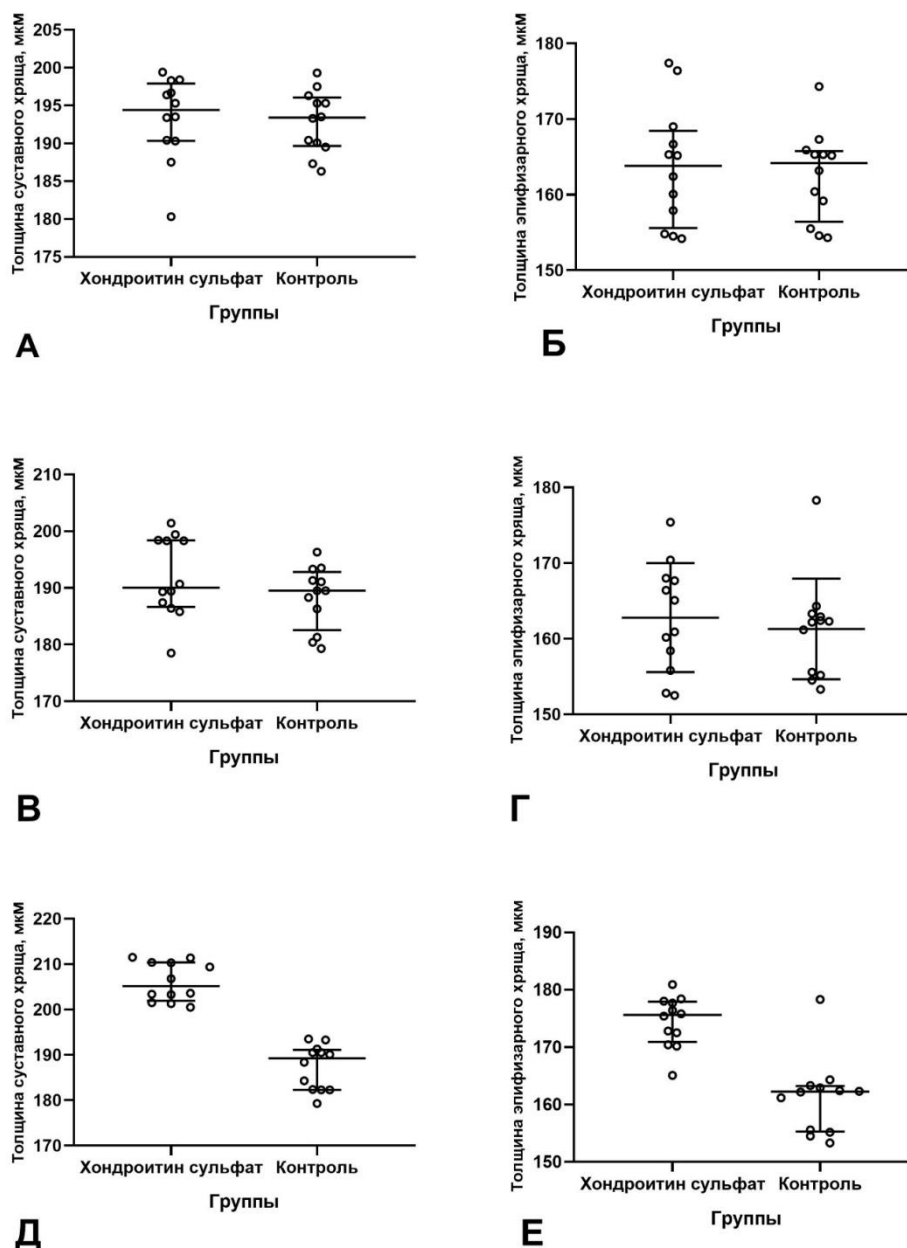 Толщина суставного хряща, мкм
200
195
190
185
180
175
Хондроитин сульфат Контроль
Группы
А
Толщина эпифизарного хряща, мкм
180
170
160
150
Хондроитин сульфат Контроль
Группы
Б
Толщина суставного хряща, мкм
210
200
190
180
170
Хондроитин сульфат Контроль
Группы
В
Толщина эпифизарного хряща, мкм
180
170
160
150
Хондроитин сульфат Контроль
Группы
Г
Толщина суставного хряща, мкм
220
210
200
190
180
170
Хондроитин сульфат Контроль
Группы
Д
Толщина эпифизарного хряща, мкм
190
180
170
160
150
Хондроитин сульфат Контроль
Группы
Е